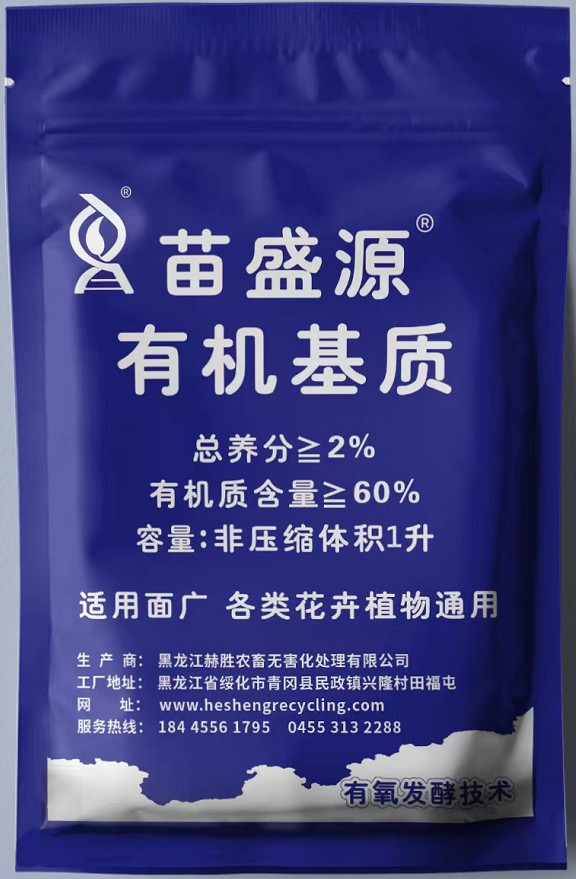 ®
苗盛源®
有机基质
总养分≧2%
有机质含量≧60%
容量:非压缩体积1升
适用面广 各类花卉植物通用
生产商: 黑龙江赫胜农畜无害化处理有限公司
工厂地址: 黑龙江省绥化市青冈县民政镇兴隆村田福屯
网 址: www.heshengrecycling.com
服务热线: 184 4556 1795 0455 313 2288
有氧发酵技术